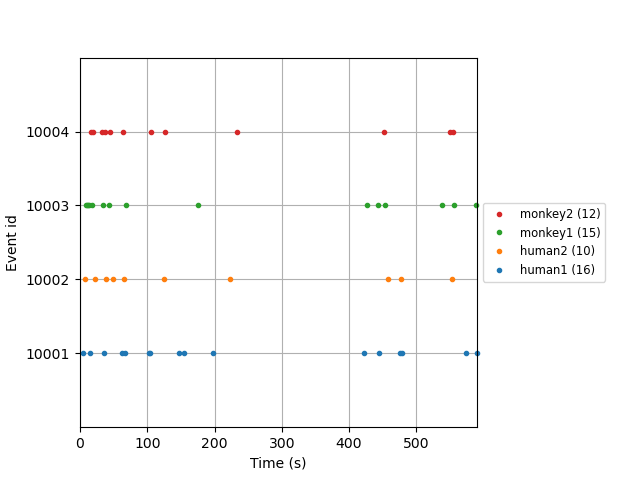 10004
10003
10002
10001
Event id
0 100 200 300 400 500
Time (s)
monkey2 (12)
monkey1 (15)
human2 (10)
human1 (16)